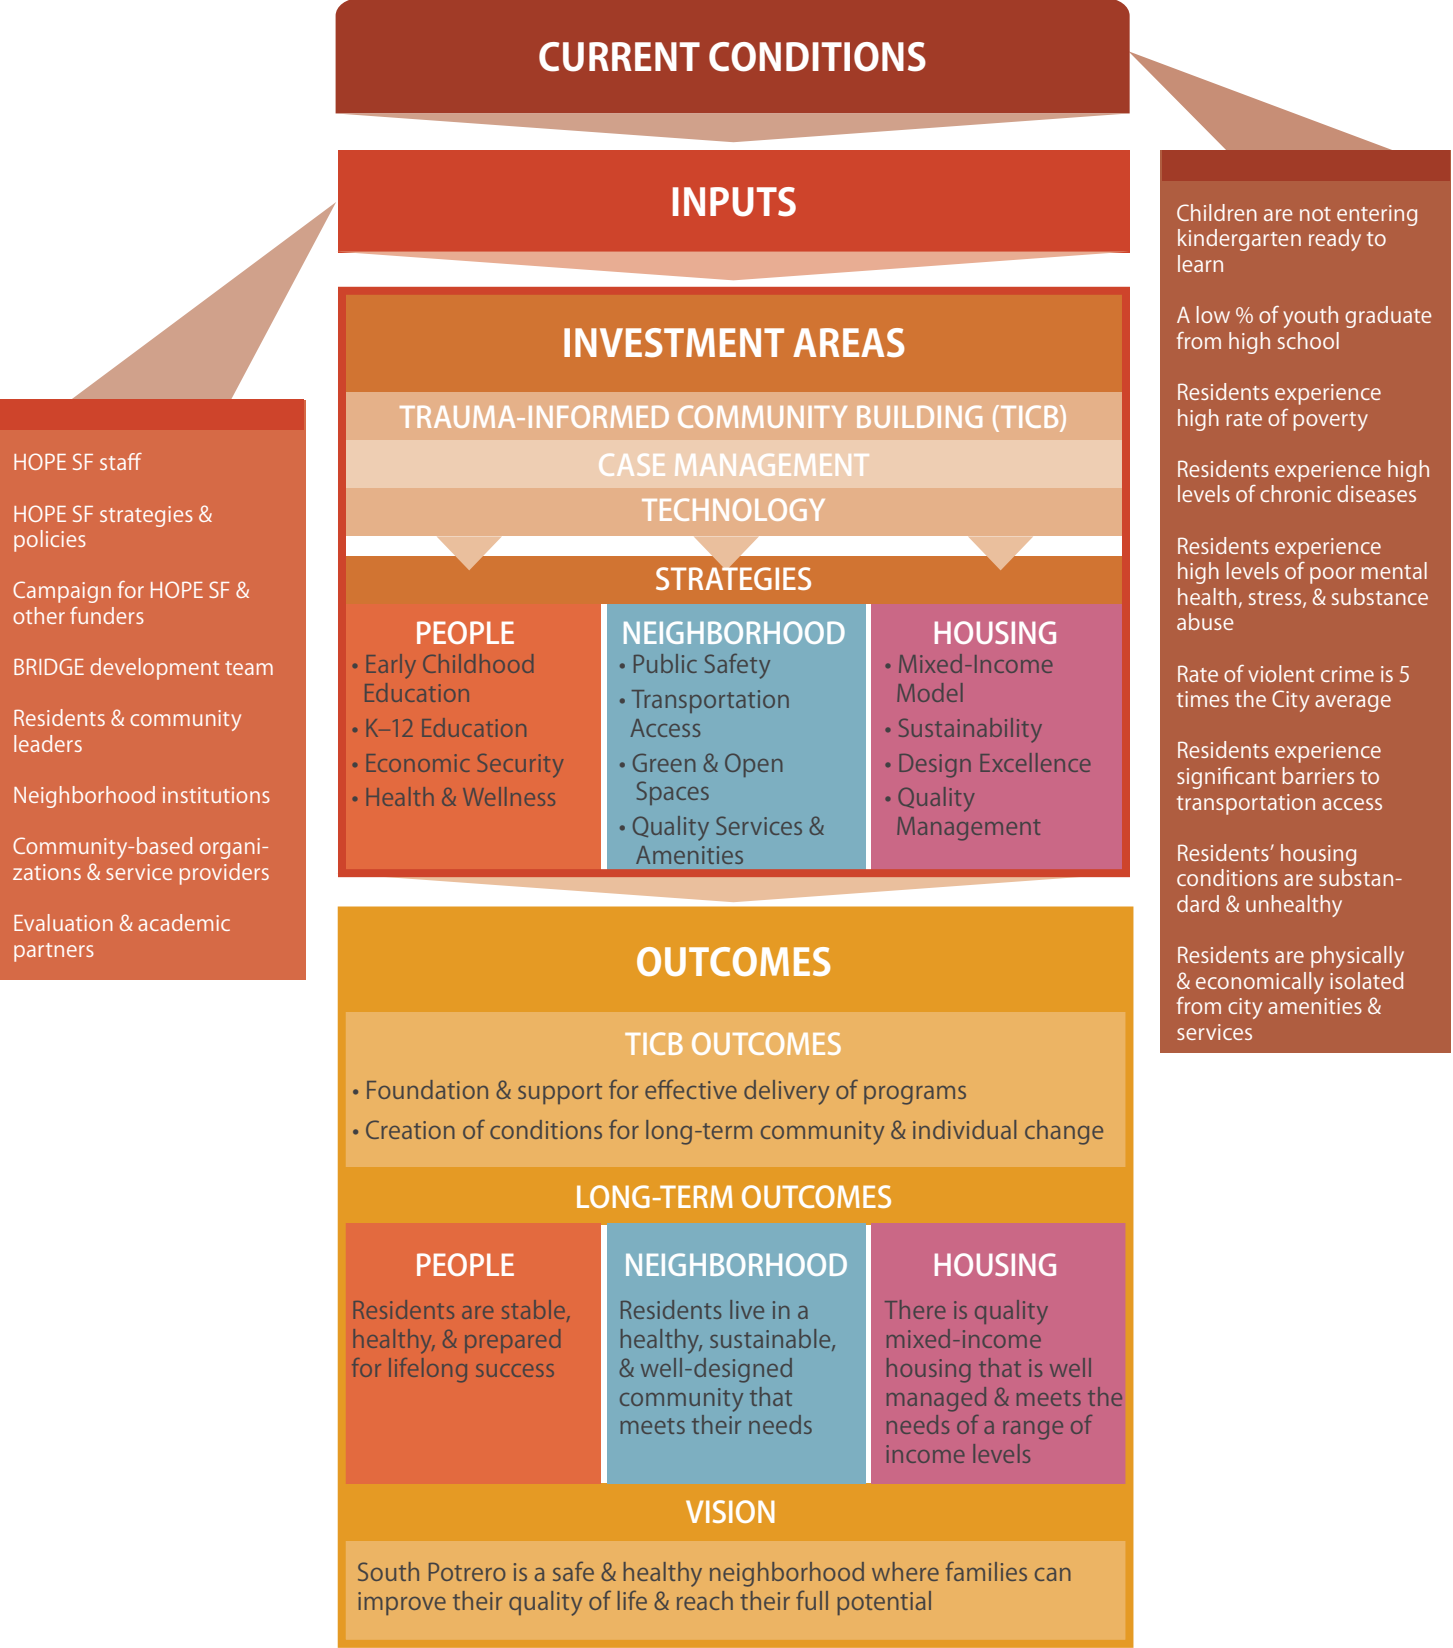 CURRENT CONDITIONS
Children are not entering
kindergarten ready to
learn
A low % of youth graduate
from high school
Residents experience
high rate of poverty
Residents experience high
levels of chronic diseases
Residents experience
high levels of poor mental
health, stress, & substance
abuse
Rate of violent crime is 5
times the City average
Residents experience
significant barriers to
transportation access
Residents’ housing
conditions are substan-
dard & unhealthy
Residents are physically
& economically isolated
from city amenities &
services
INPUTS
HOPE SF staff
HOPE SF strategies &
policies
Campaign for HOPE SF &
other funders
BRIDGE development team
Residents & community
leaders
Neighborhood institutions
Community-based organi-
zations & service providers
Evaluation & academic
partners
INVESTMENT AREAS
TRAUMA-INFORMED COMMUNITY BUILDING (TICB)
CASE MANAGEMENT
TECHNOLOGY
STRATEGIES
PEOPLE
• Early Childhood
Education
• K–12 Education
• Economic Security
• Health & Wellness
NEIGHBORHOOD
• Public Safety
• Transportation
Access
• Green & Open
Spaces
• Quality Services &
Amenities
HOUSING
• Mixed-Income
Model
• Sustainability
• Design Excellence
• Quality
Management
OUTCOMES
TICB OUTCOMES
• Foundation & support for effective delivery of programs
• Creation of conditions for long-term community & individual change
LONG-TERM OUTCOMES
PEOPLE
Residents are stable,
healthy, & prepared
for lifelong success
NEIGHBORHOOD
Residents live in a
healthy, sustainable,
& well-designed
community that
meets their needs
HOUSING
There is quality
mixed-income
housing that is well
managed & meets the
needs of a range of
income levels
VISION
South Potrero is a safe & healthy neighborhood where families can
improve their quality of life & reach their full potential